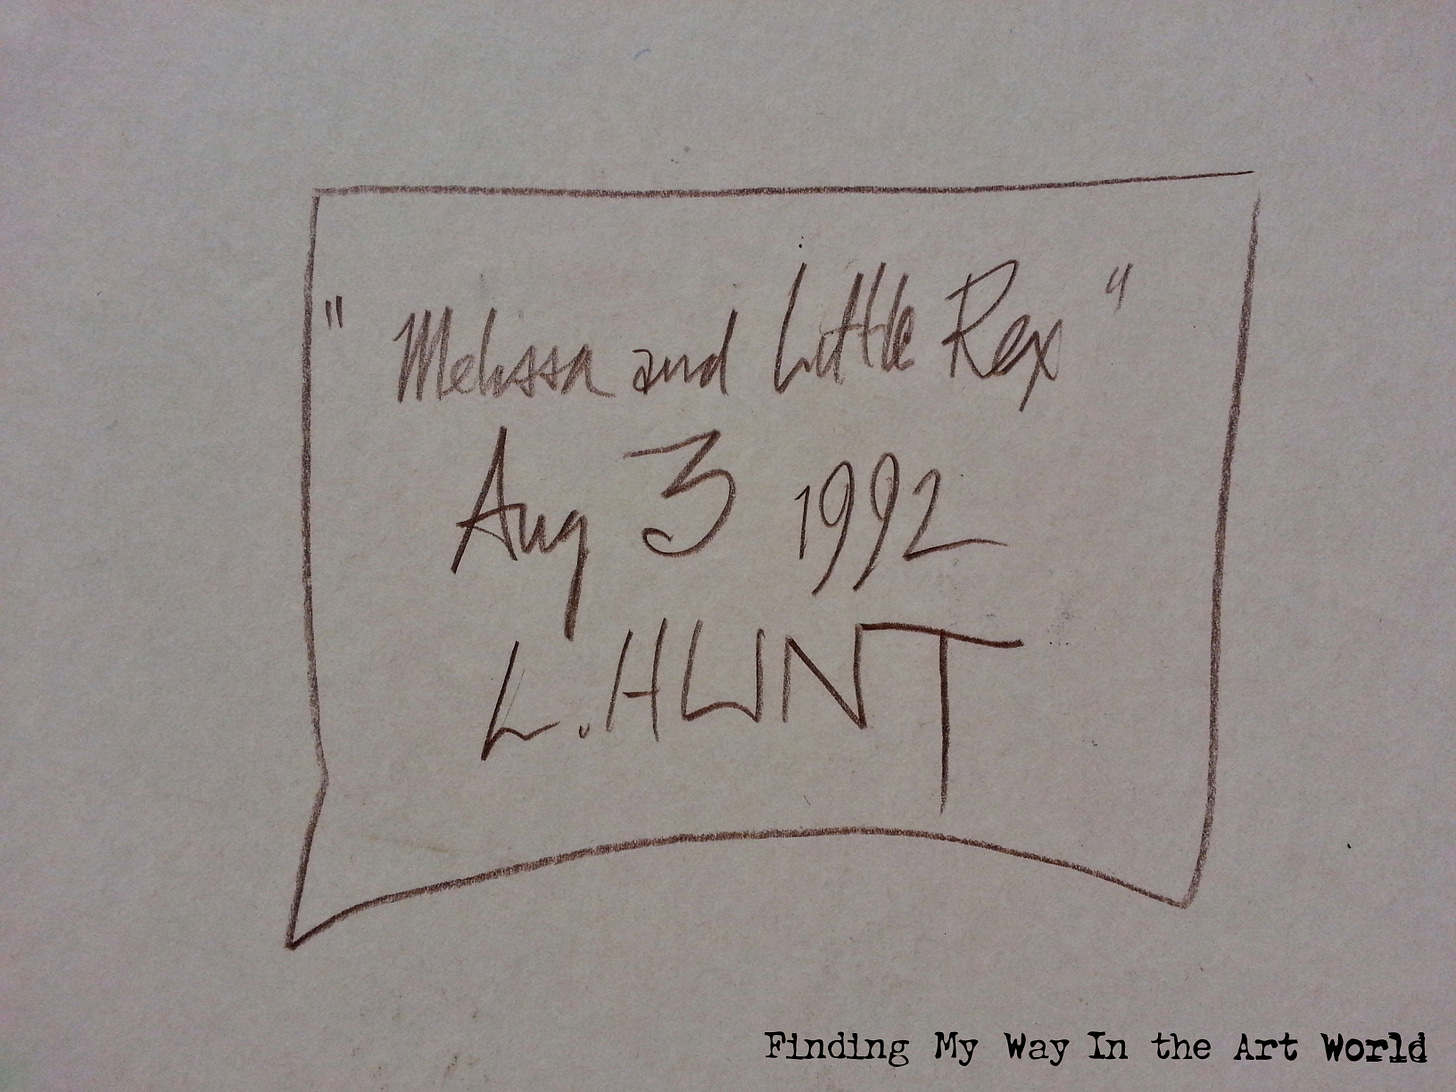 " Melissa and Little Rex "
Aug 3 1992
L. HUNT
Finding My Way In the Art World